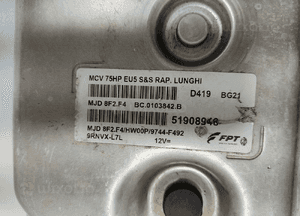 MCV 75HP EU5 S&S RAP. LUNGHI
D419 BG21
MJD 8F2.F4 BC.0103842.B
51908946
MJD 8F2.F4/HW00P/9744-F492
9RNVX-L7L 12V=
FPT